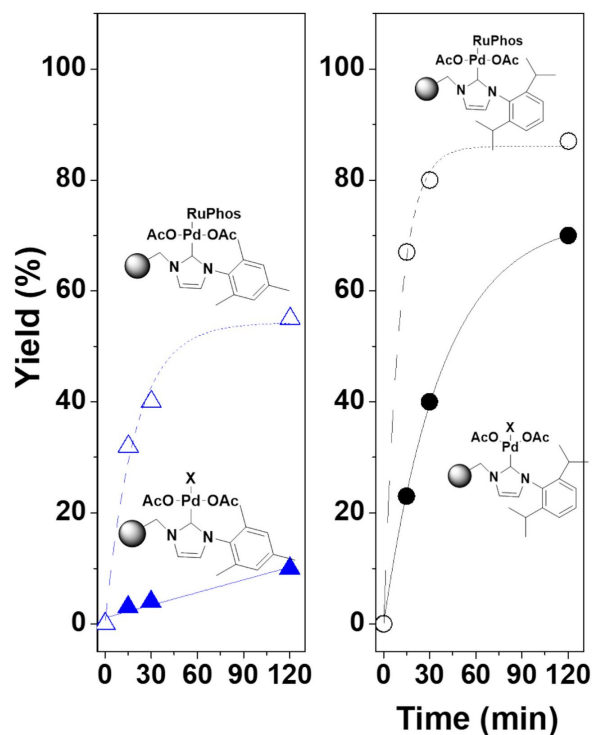 Yield (%)
100
80
60
40
20
0
RuPhos
AcO-Pd-OAc
N
N
X
AcO-Pd-OAc
N
N
0 30 60 90 120
100
80
60
40
20
0
RuPhos
AcO-Pd-OAc
N
N
X
AcO
OAc
Pd
N
N
0 30 60 90 120
Time (min)